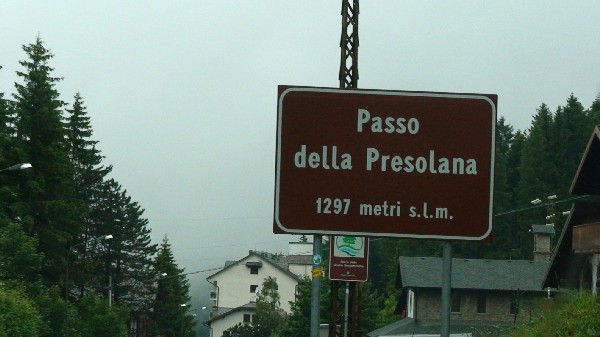 Passo
della Presolana
1297 metri s.l.m.